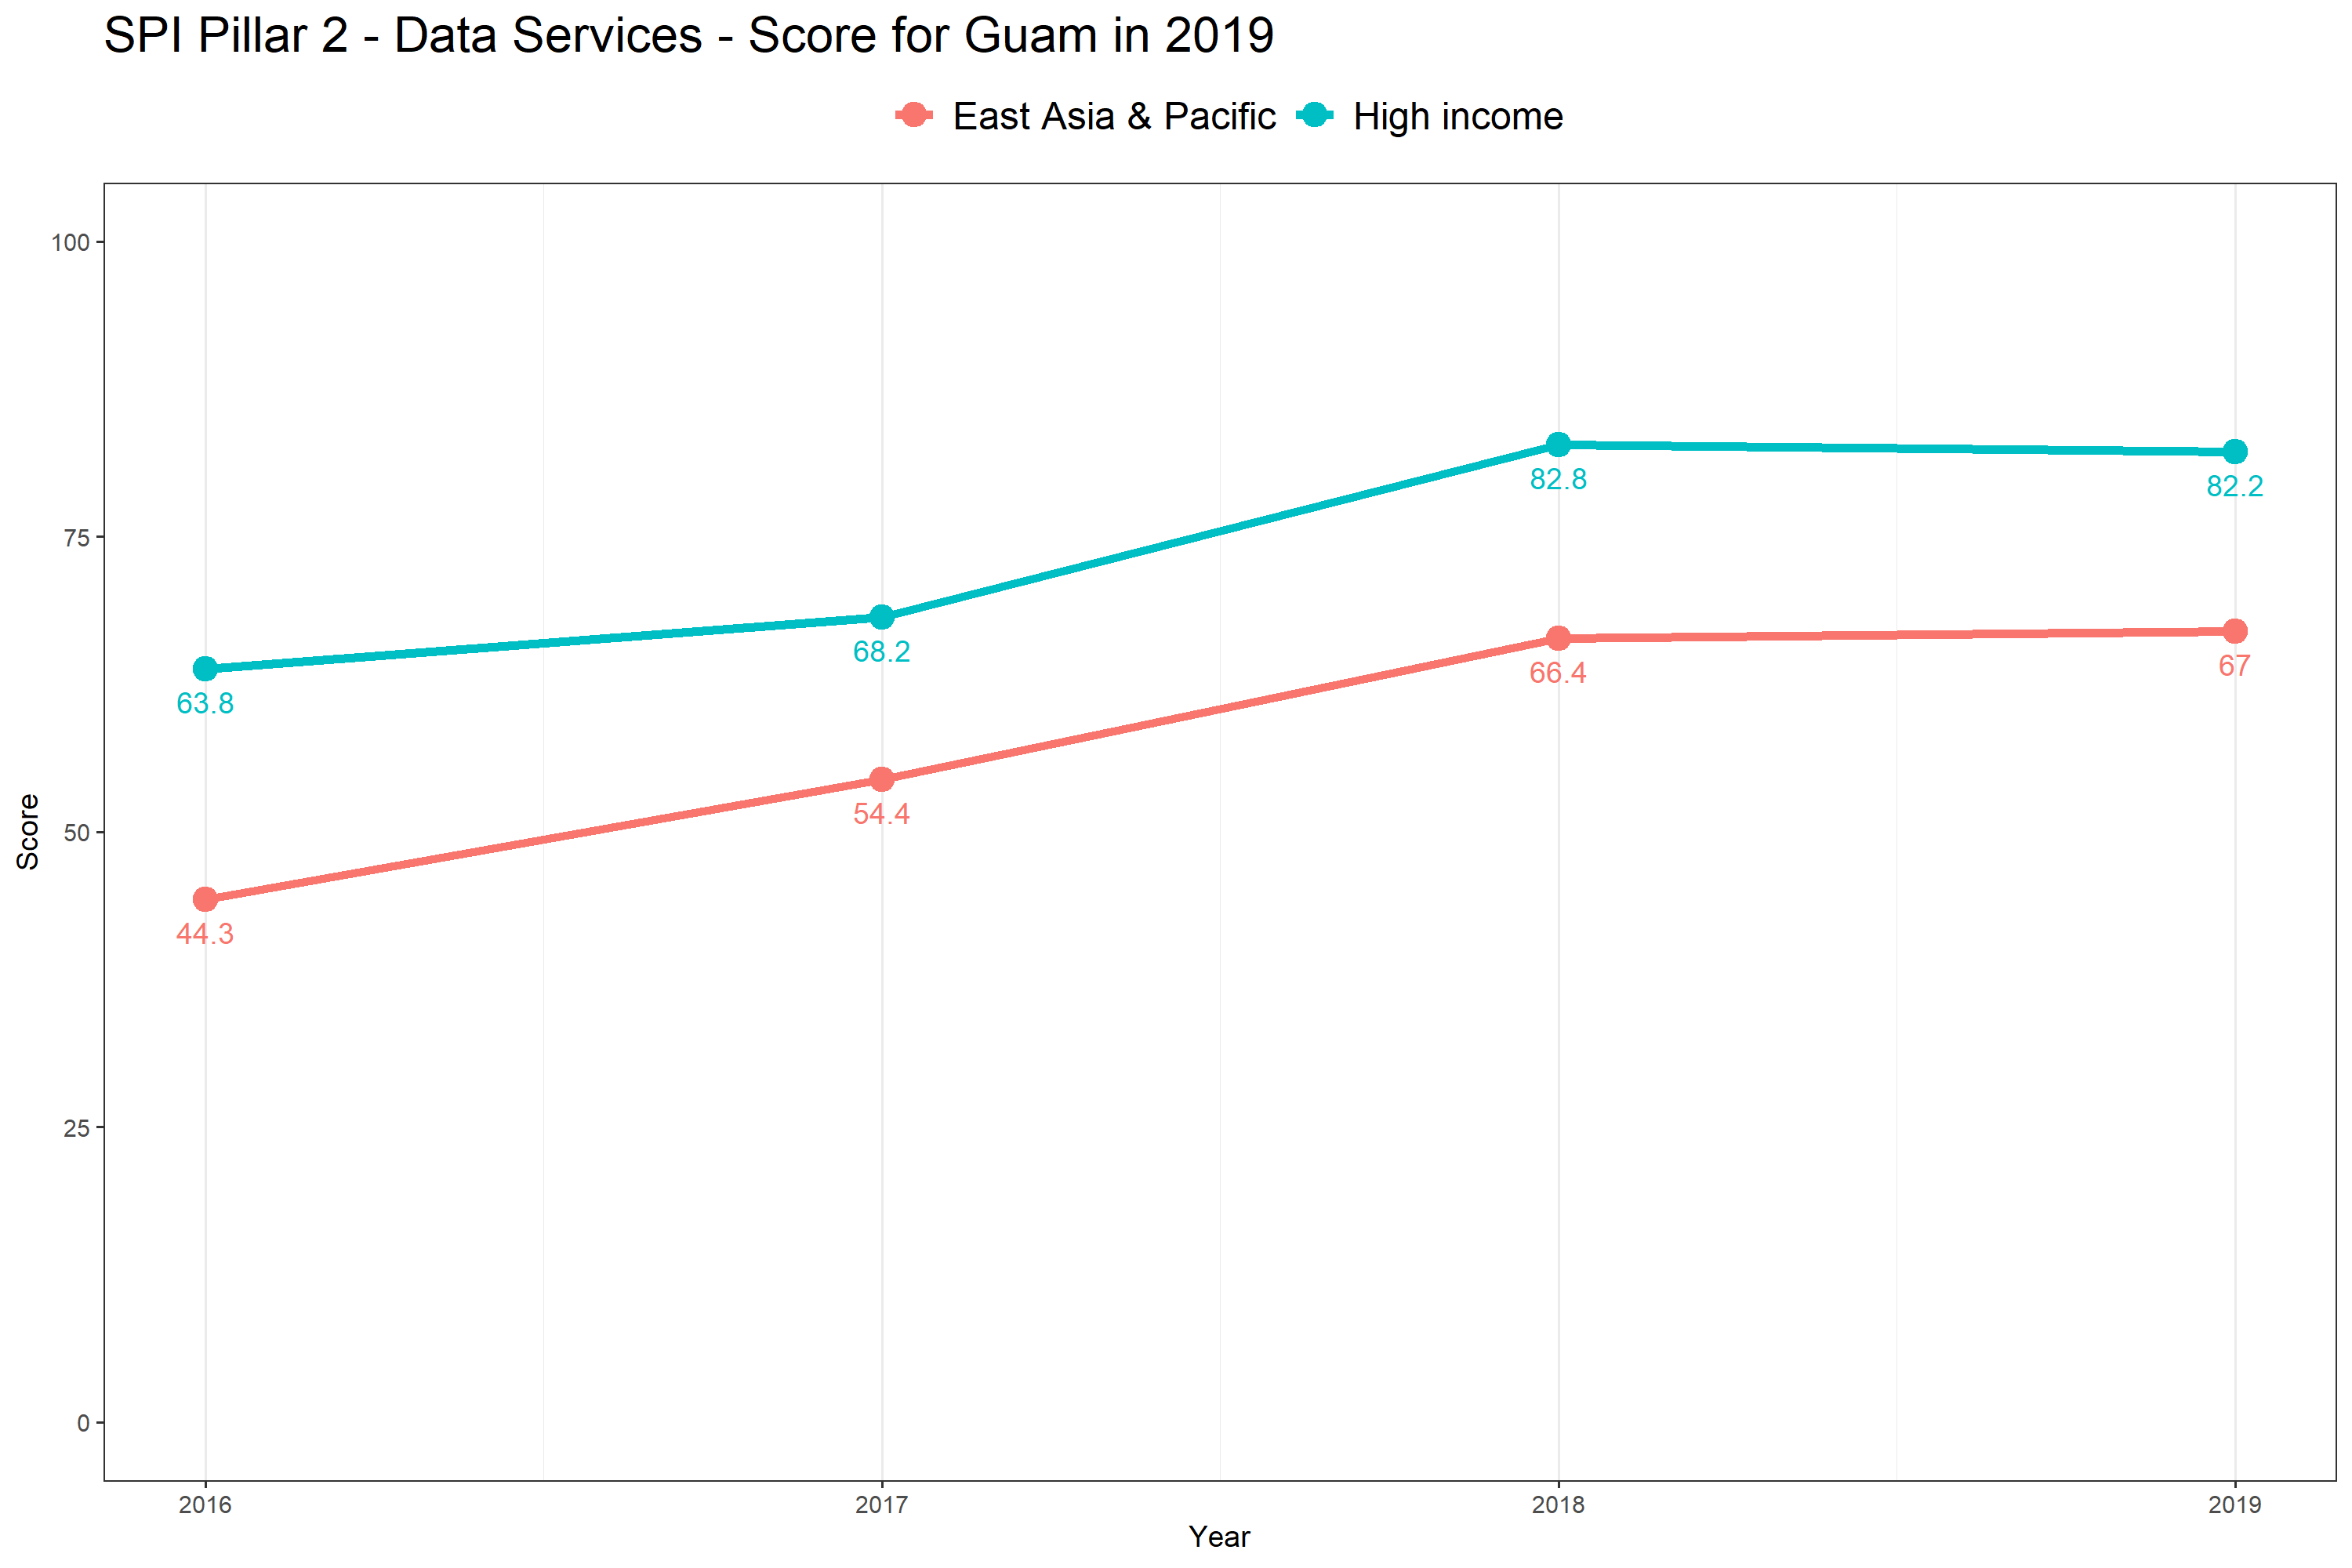 SPI Pillar 2 - Data Services - Score for Guam in 2019
East Asia & Pacific High income
100
75
50
25
0
Score
82.8
82.2
68.2
63.8
66.4
67
54.4
44.3
2016 2017 2018 2019
Year